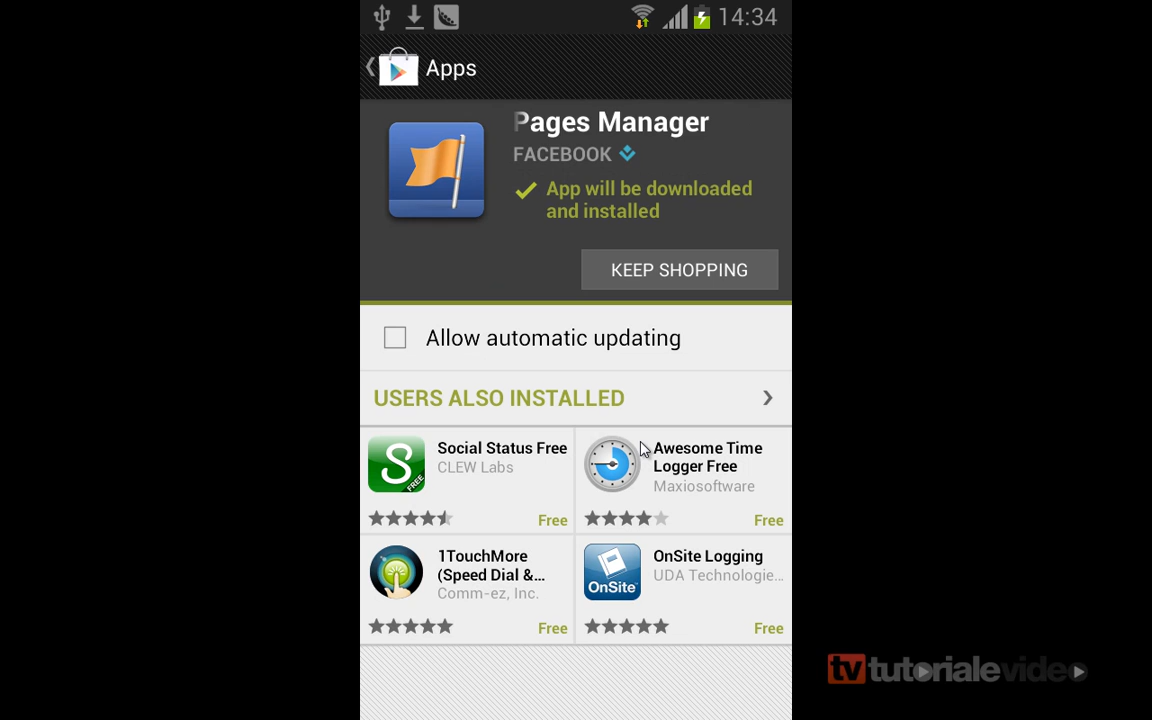 14:34
Apps
Pages Manager
FACEBOOK
App will be downloaded
and installed
KEEP SHOPPING
Allow automatic updating
USERS ALSO INSTALLED
Social Status Free
CLEW Labs
FREE
Free
Awesome Time
Logger Free
Maxiosoftware
Free
1TouchMore
(Speed Dial &...
Comm-ez, Inc.
Free
OnSite Logging
UDA Technologie...
OnSite
Free
tv tutorialevideo